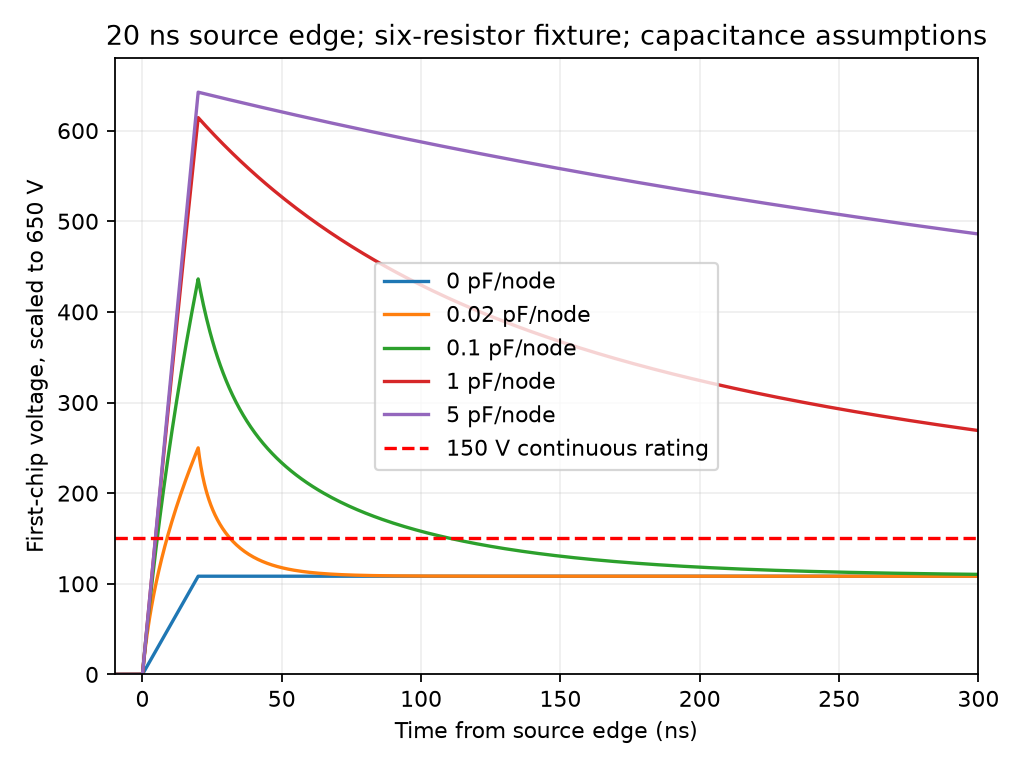 20 ns source edge; six-resistor fixture; capacitance assumptions
First-chip voltage, scaled to 650 V
600
500
400
300
200
100
0
0 pF/node
0.02 pF/node
0.1 pF/node
1 pF/node
5 pF/node
150 V continuous rating
0 50 100 150 200 250 300
Time from source edge (ns)